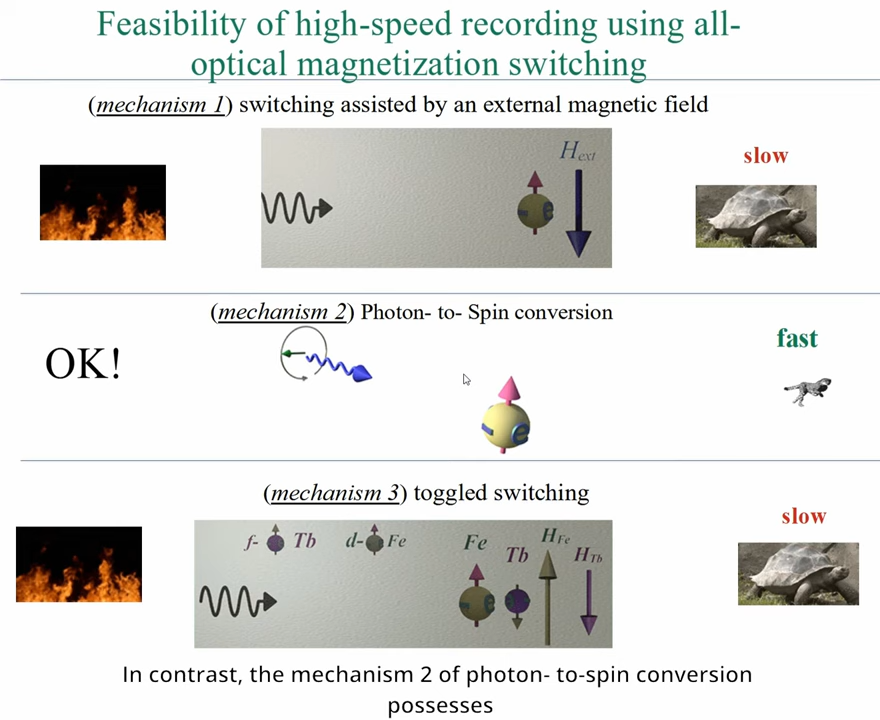 Feasibility of high-speed recording using all-
optical magnetization switching
(mechanism 1) switching assisted by an external magnetic field
Hext
slow
- e
(mechanism 2) Photon- to- Spin conversion
OK!
fast
- e
(mechanism 3) toggled switching
slow
f- Tb d- Fe Fe Tb HFe HTb
In contrast, the mechanism 2 of photon- to-spin conversion
possesses